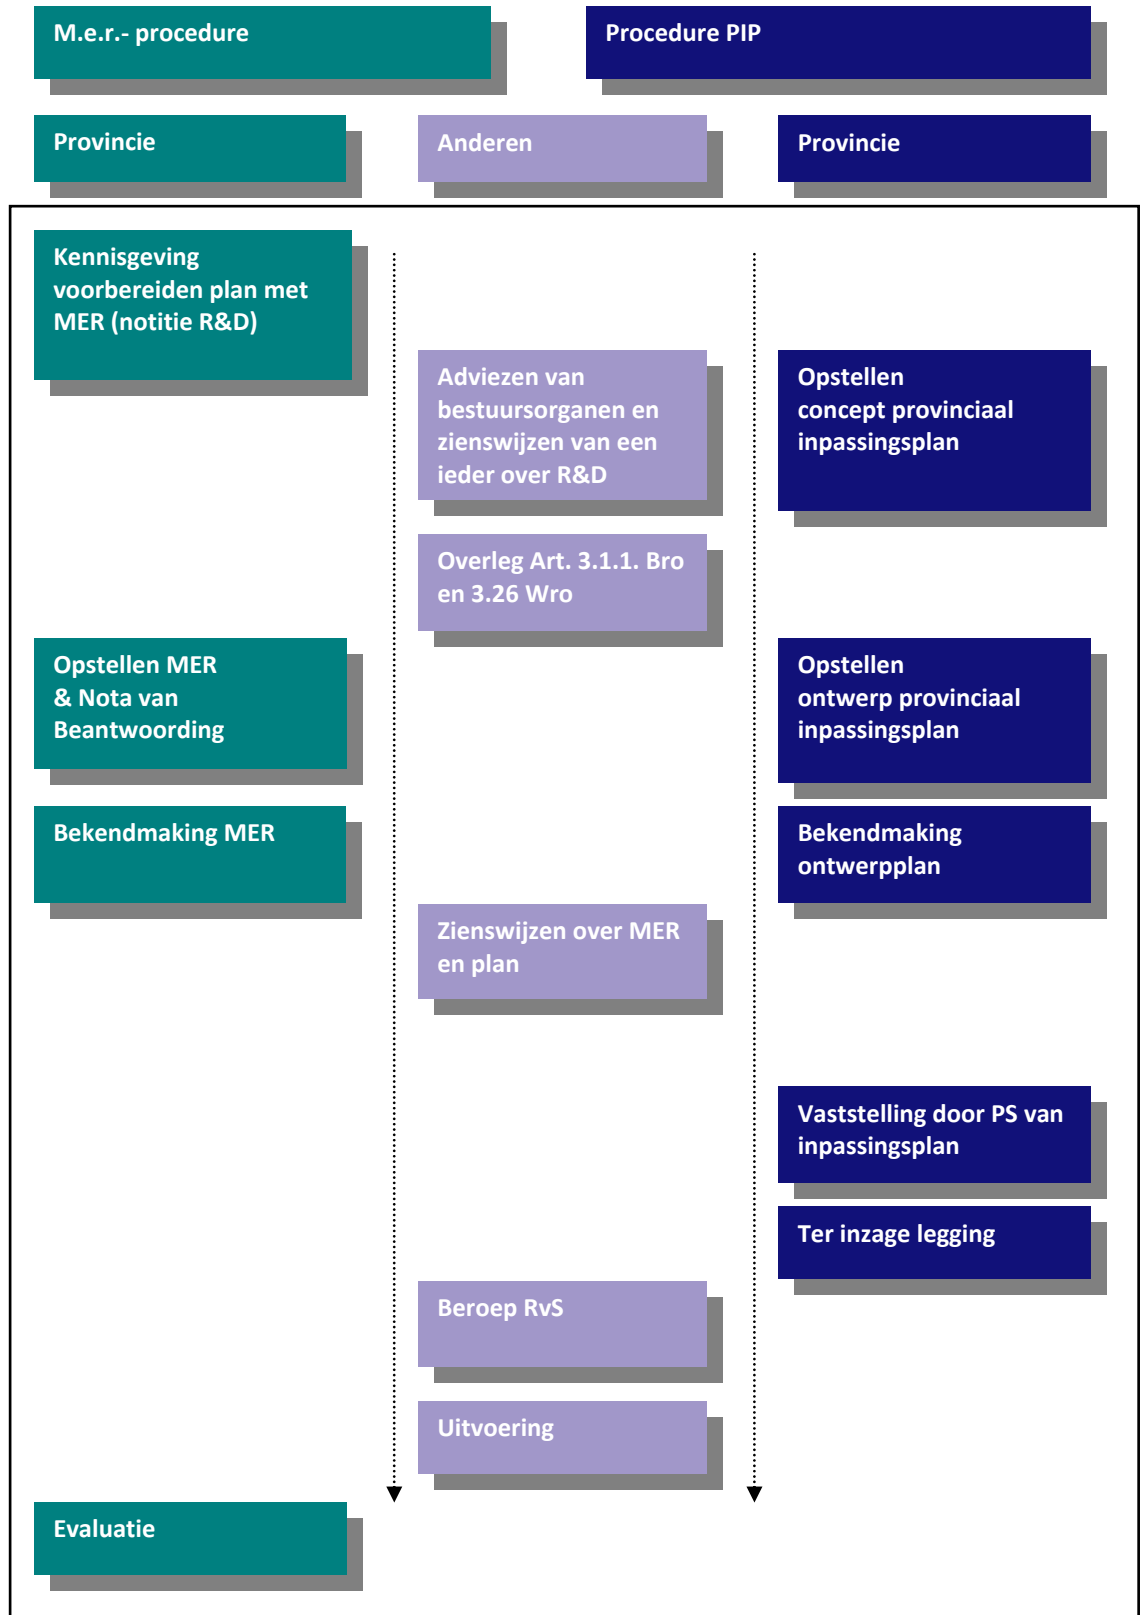 M.e.r.- procedure
Procedure PIP
Provincie
Anderen
Provincie
Kennisgeving
voorbereiden plan met
MER (notitie R&D)
Adviezen van
bestuursorganen en
zienswijzen van een
ieder over R&D
Opstellen
concept provinciaal
inpassingsplan
Overleg Art. 3.1.1. Bro
en 3.26 Wro
Opstellen MER
& Nota van
Beantwoording
Opstellen
ontwerp provinciaal
inpassingsplan
Bekendmaking MER
Bekendmaking
ontwerpplan
Zienswijzen over MER
en plan
Vaststelling door PS van
inpassingsplan
Ter inzage legging
Beroep RvS
Uitvoering
Evaluatie